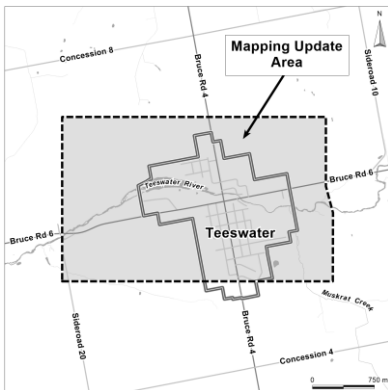 N
Concession 8
Bruce Rd 4
Mapping Update
Area
Sideroad 10
Teeswater River
Bruce Rd 6
Bruce Rd 6
Teeswater
Muskrat Creek
Sideroad 20
Bruce Rd 4
Concession 4
0 750 m